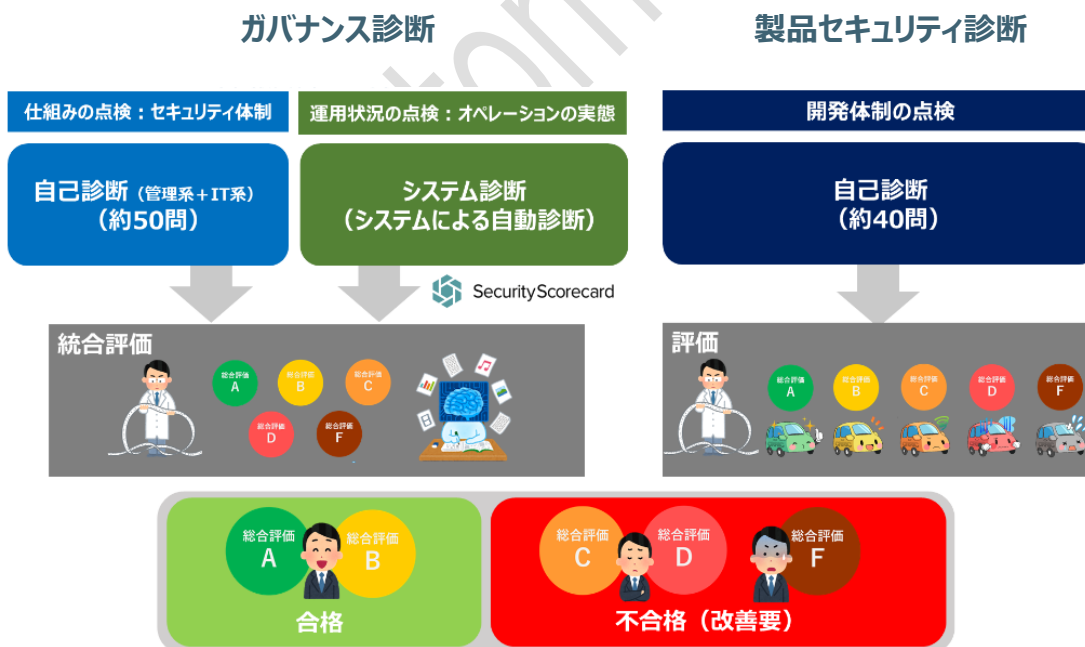 ガバナンス診断
製品セキュリティ診断
仕組みの点検：セキュリティ体制
運用状況の点検：オペレーションの実態
開発体制の点検
自己診断（管理系＋IT系）
（約50問）
システム診断
（システムによる自動診断）
自己診断
（約40問）
SecurityScorecard
統合評価
総合評価
A
総合評価
B
総合評価
C
総合評価
D
総合評価
F
評価
総合評価
A
総合評価
B
総合評価
C
総合評価
D
総合評価
F
総合評価
A
総合評価
B
合格
総合評価
C
総合評価
D
総合評価
F
不合格（改善要）